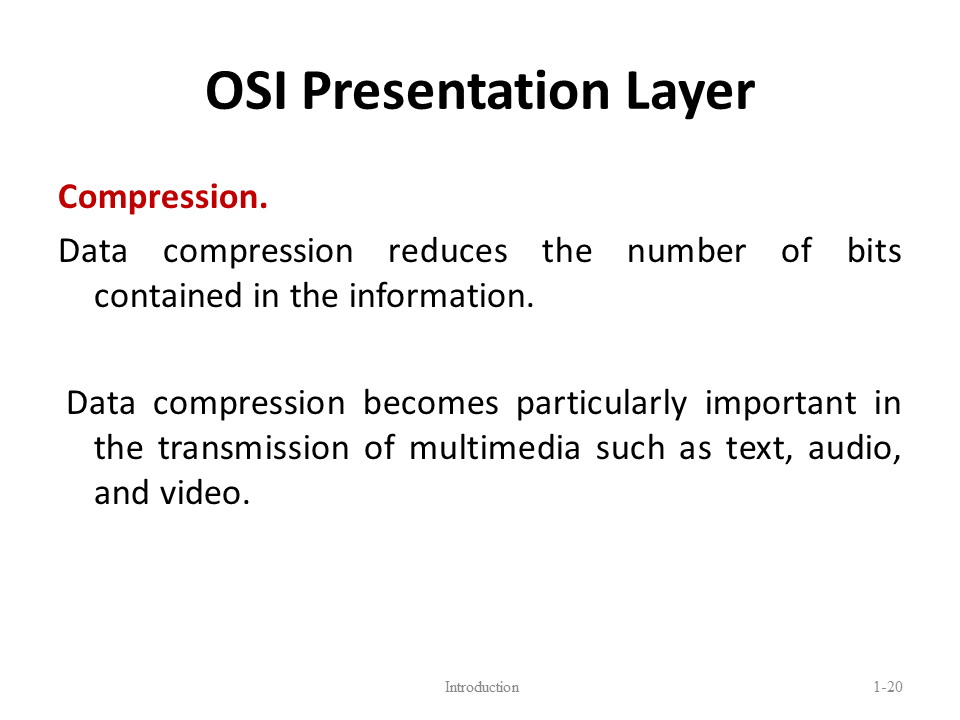 OSI Presentation Layer
Compression.
Data compression reduces the number of bits
contained in the information.
Data compression becomes particularly important in
the transmission of multimedia such as text, audio,
and video.
Introduction
1-20